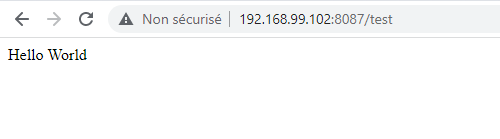 Non sécurisé 192.168.99.102:8087/test
Hello World